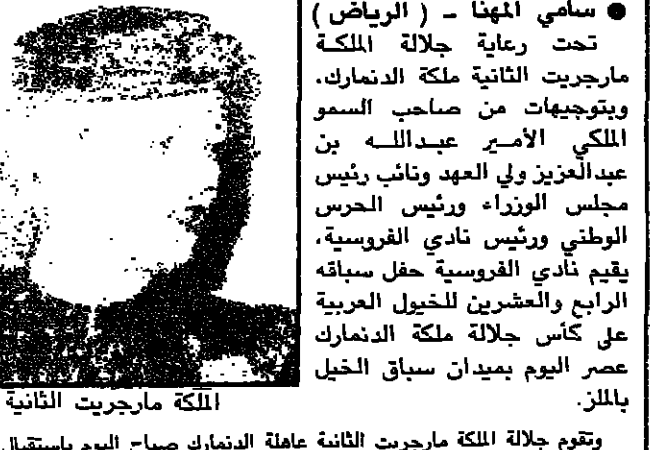 ● سامي المهنا ـ ( الرياض )
تحت رعاية جلالة الملكة
مارجريت الثانية ملكة الدنمارك،
وبتوجيهات من صاحب السمو
الملكي الأمير عبدالله بن
عبدالعزيز ولي العهد ونائب رئيس
مجلس الوزراء ورئيس الحرس
الوطني ورئيس نادي الفروسية،
يقيم نادي الفروسية حفل سباقه
الرابع والعشرين للخيول العربية
على كأس جلالة ملكة الدنمارك
عصر اليوم بميدان سباق الخيل
بالملز.
الملكة مارجريت الثانية
وتقوم جلالة الملكة مارجريت الثانية عاهلة الدنمارك صباح اليوم باستقبال